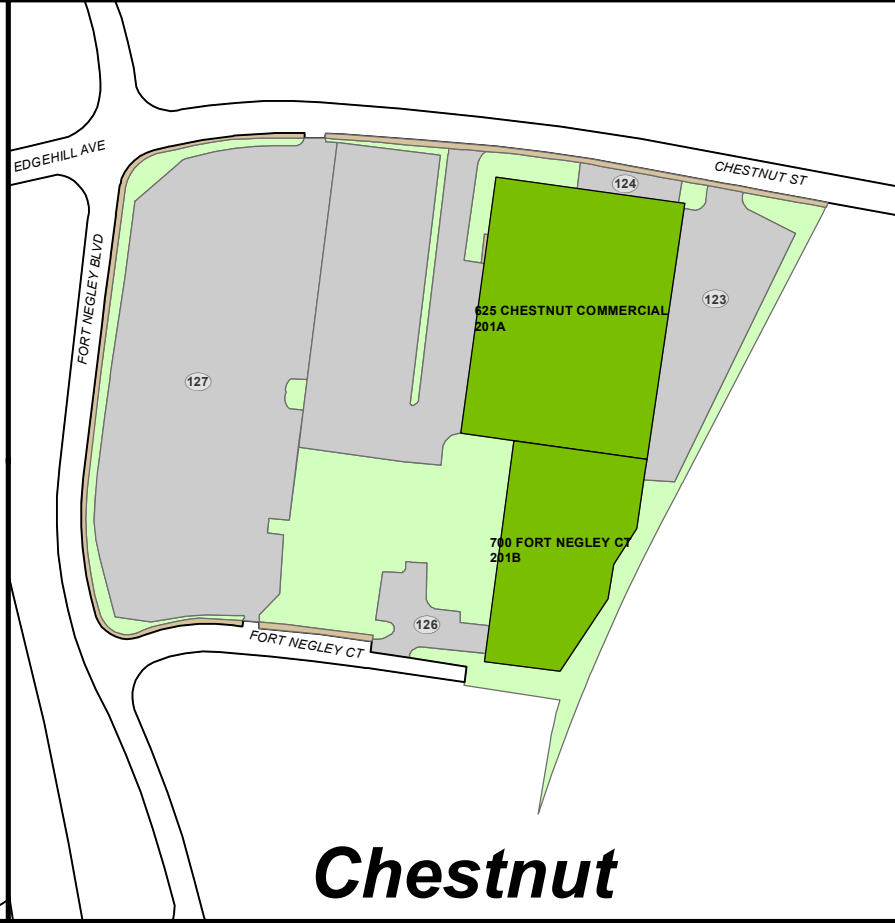 EDGEHILL AVE
CHESTNUT ST
124
FORT NEGLEY BLVD
123
625 CHESTNUT COMMERCIAL
201A
127
700 FORT NEGLEY CT
201B
126
FORT NEGLEY CT
Chestnut